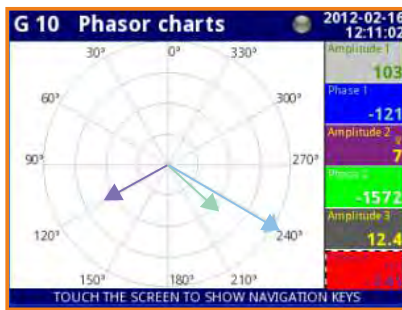 G 10 Phasor charts
2012-02-16
12:11:02
30° 0° 330°
60° 300°
90° 270°
120° 240°
150° 180° 210°
Amplitude 1
103
Phase 1
-121
Amplitude 2
7
-1572
Amplitude 3
12.4
TOUCH THE SCREEN TO SHOW NAVIGATION KEYS